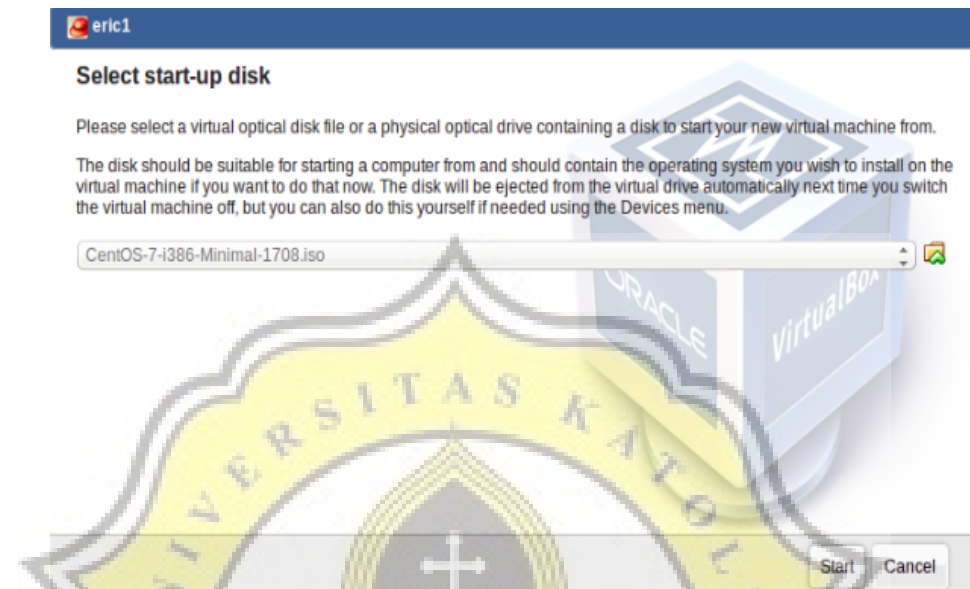 eric1
Select start-up disk
Please select a virtual optical disk file or a physical optical drive containing a disk to start your new virtual machine from.
The disk should be suitable for starting a computer from and should contain the operating system you wish to install on the
virtual machine if you want to do that now. The disk will be ejected from the virtual drive automatically next time you switch
the virtual machine off, but you can also do this yourself if needed using the Devices menu.
CentOS-7-i386-Minimal-1708.iso
ORACLE
VirtualBox
IVERSITAS KATOL
Start Cancel